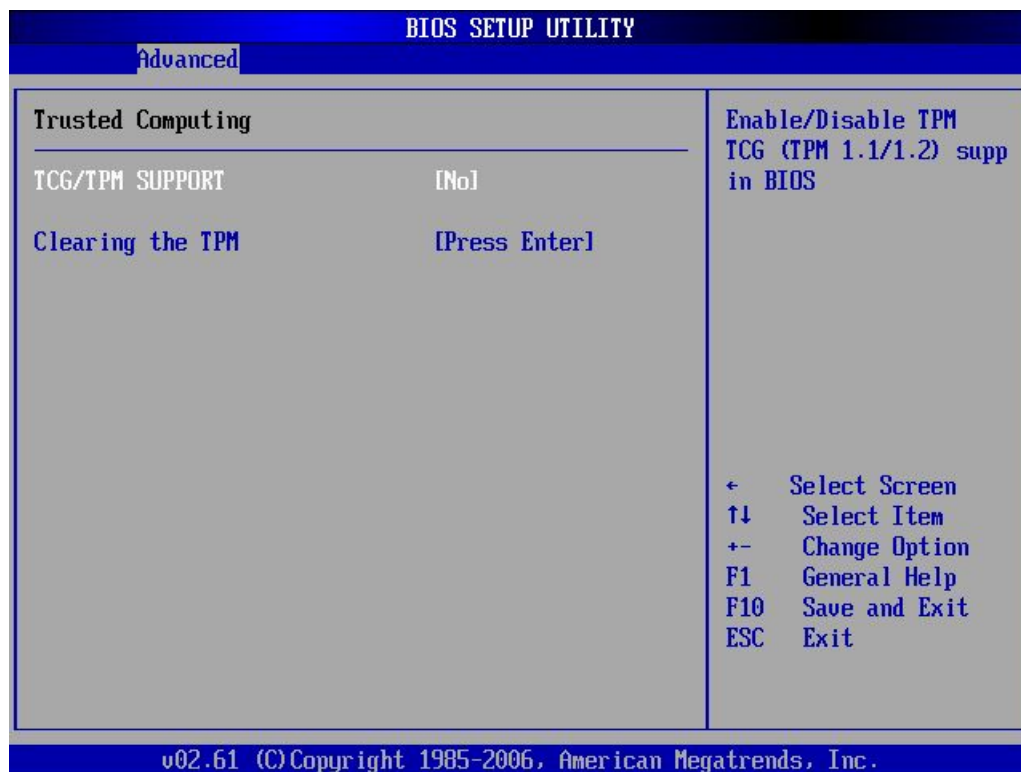 BIOS SETUP UTILITY
Advanced
Trusted Computing
TCG/TPM SUPPORT [No]
Clearing the TPM [Press Enter]
Enable/Disable TPM
TCG (TPM 1.1/1.2) supp
in BIOS
← Select Screen
↑↓ Select Item
+- Change Option
F1 General Help
F10 Save and Exit
ESC Exit
v02.61 (C)Copyright 1985-2006, American Megatrends, Inc.